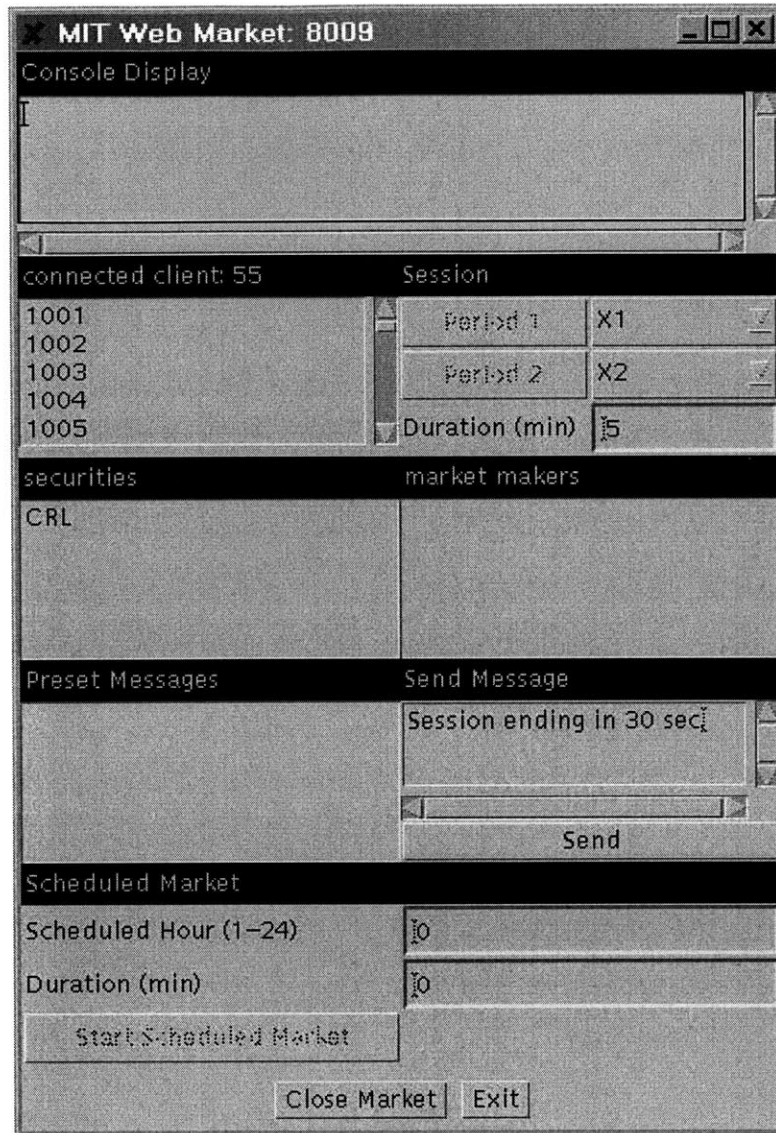 MIT Web Market: 8009
Console Display
connected client: 55
Session
1001
1002
1003
1004
1005
Period 1
X1
Period 2
X2
Duration (min)
5
securities
market makers
CRL
Preset Messages
Send Message
Session ending in 30 sec
Send
Scheduled Market
Scheduled Hour (1-24)
0
Duration (min)
0
Start Scheduled Market
Close Market
Exit